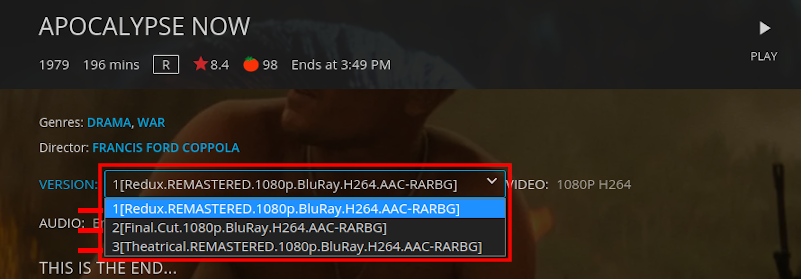 APOCALYPSE NOW
1979 196 mins R 8.4 98 Ends at 3:49 PM
PLAY
Genres: DRAMA, WAR
Director: FRANCIS FORD COPPOLA
VERSION: 1[Redux.REMASTERED.1080p.BluRay.H264.AAC-RARBG] VIDEO: 1080P H264
1[Redux.REMASTERED.1080p.BluRay.H264.AAC-RARBG]
AUDIO:
2[Final.Cut.1080p.BluRay.H264.AAC-RARBG]
3[Theatrical.REMASTERED.1080p.BluRay.H264.AAC-RARBG]
THIS IS THE END...